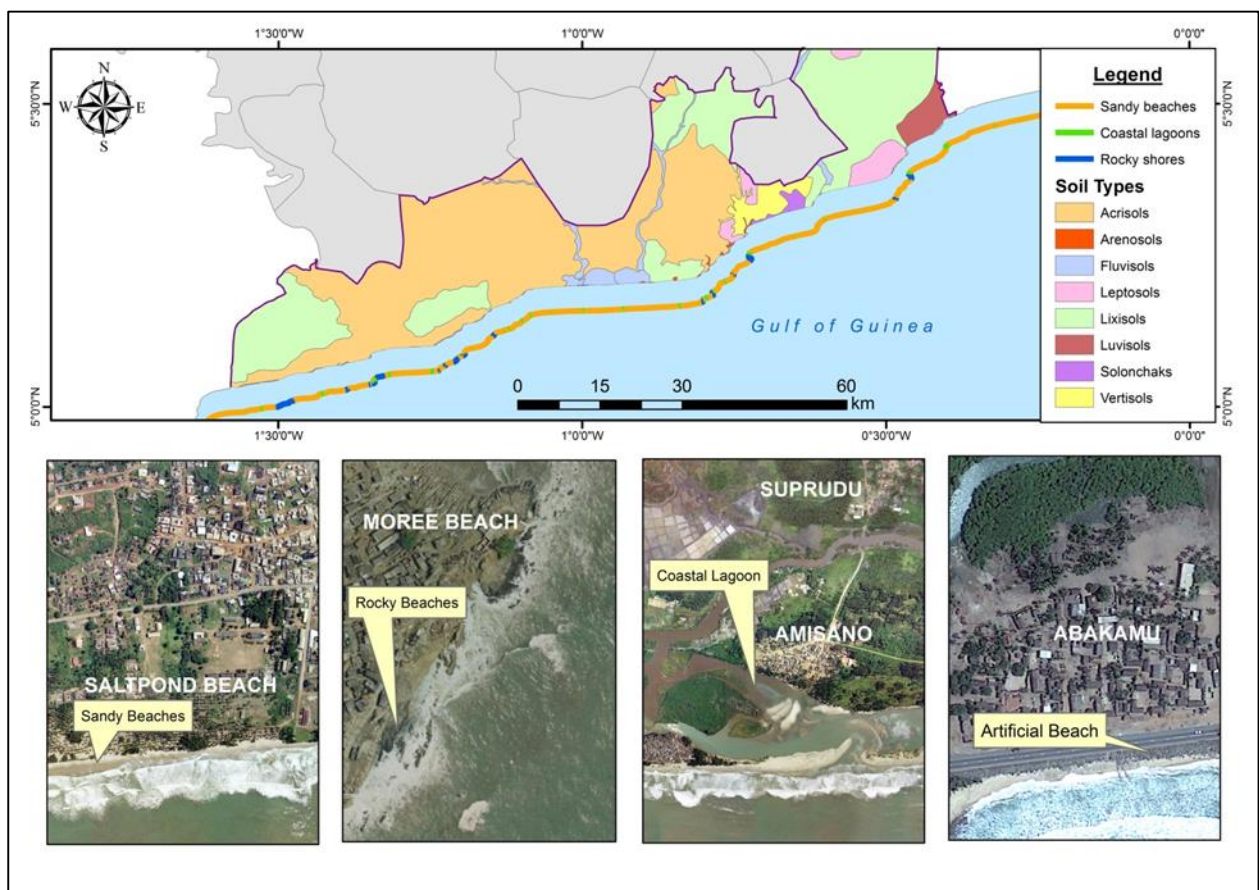 1°30'0"W
1°0'0"W
0°0'0"
N
W
E
S
5°30'0"N
5°30'0"N
5°0'0"N
5°0'0"N
Gulf of Guinea
0
15
30
60
km
1°30'0"W
1°0'0"W
0°30'0"W
0°0'0"
Legend
Sandy beaches
Coastal lagoons
Rocky shores
Soil Types
Acrisols
Arenosols
Fluvisols
Leptosols
Lixisols
Luvisols
Solonchaks
Vertisols
SALTPOND BEACH
Sandy Beaches
MOREE BEACH
Rocky Beaches
SUPRUDU
Coastal Lagoon
AMISANO
ABAKAMU
Artificial Beach